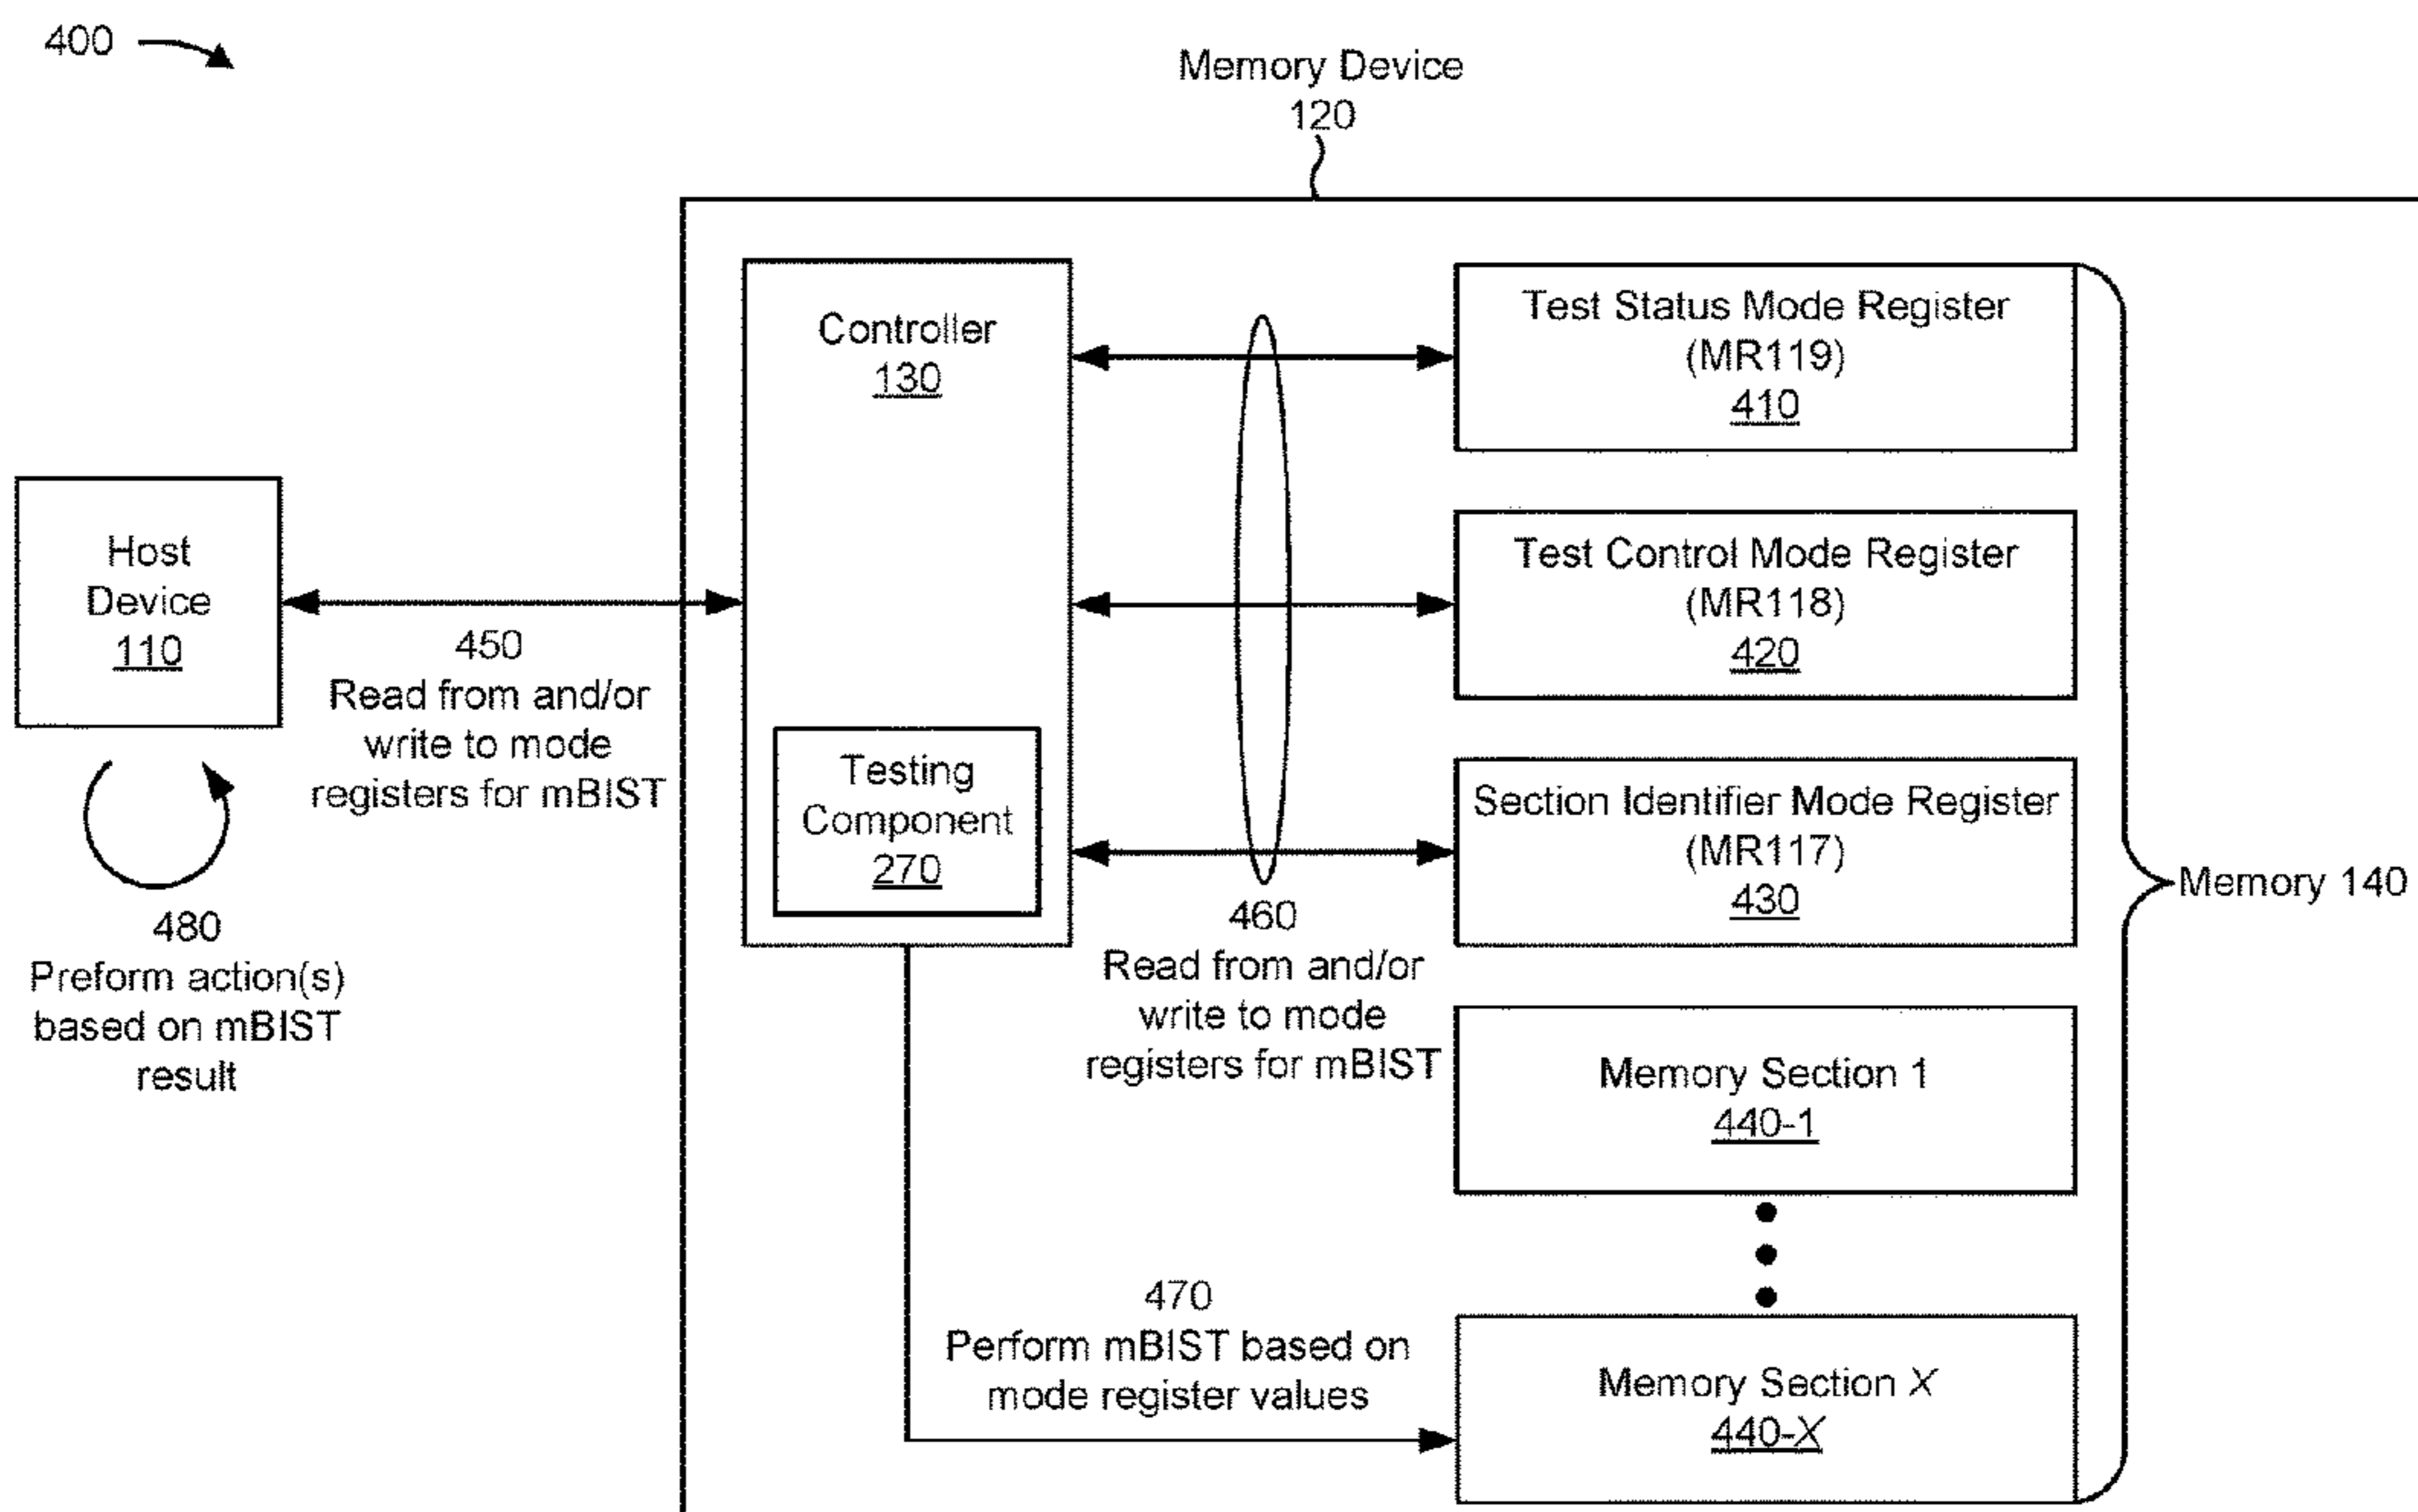 400
Memory Device
120
Controller
130
Test Status Mode Register
(MR119)
410
Host
Device
110
450
Read from and/or
write to mode
registers for mBIST
Test Control Mode Register
(MR118)
420
Testing
Component
270
Section Identifier Mode Register
(MR117)
430
Memory 140
460
Read from and/or
write to mode
registers for mBIST
480
Preform action(s)
based on mBIST
result
Memory Section 1
440-1
470
Perform mBIST based on
mode register values
Memory Section X
440-X